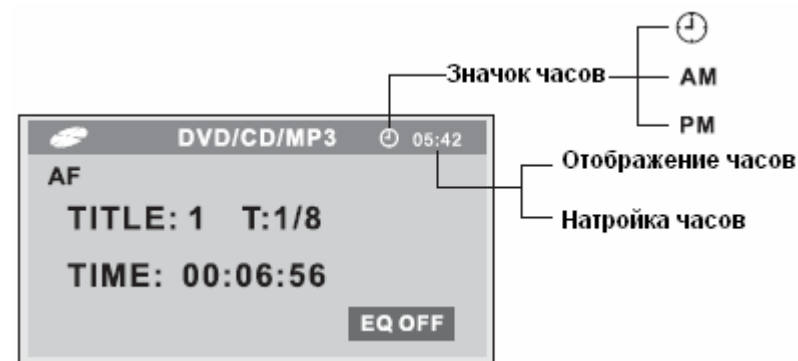 Значок часов
AM
PM
DVD/CD/MP3 05:42
Отображение часов
AF
TITLE: 1 T:1/8
Натройка часов
TIME: 00:06:56
EQ OFF